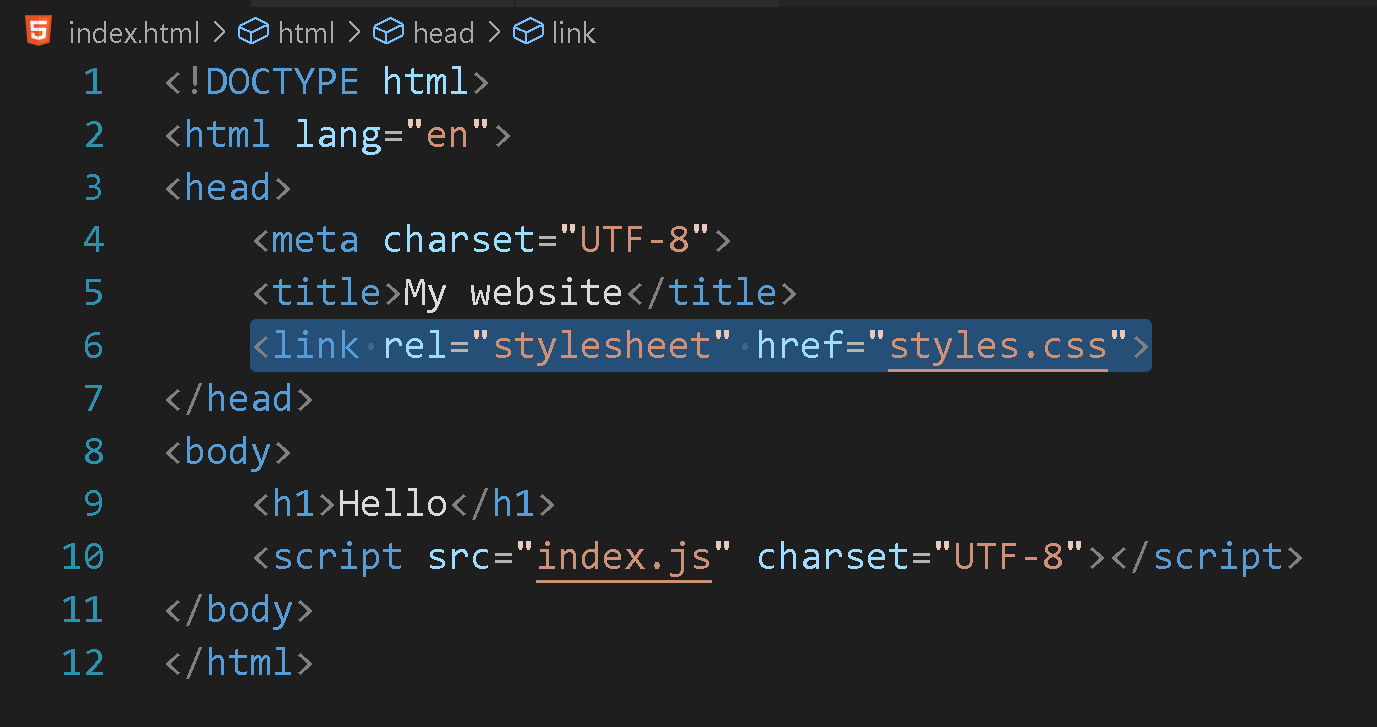 index.html > html > head > link
1 <!DOCTYPE html>
2 <html lang="en">
3 <head>
4     <meta charset="UTF-8">
5     <title>My website</title>
6     <link rel="stylesheet" href="styles.css">
7 </head>
8 <body>
9     <h1>Hello</h1>
10     <script src="index.js" charset="UTF-8"></script>
11 </body>
12 </html>